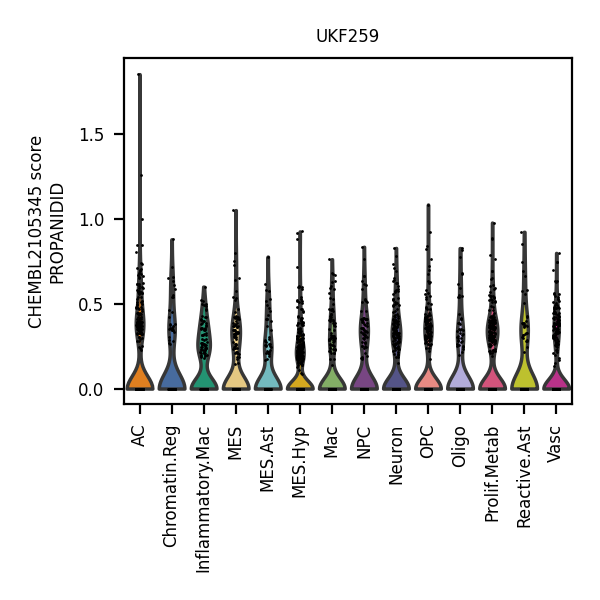 UKF259
CHEMBL2105345 score
PROPANIDID
1.5
1.0
0.5
0.0
AC
Chromatin.Reg
Inflammatory.Mac
MES
MES.Ast
MES.Hyp
Mac
NPC
Neuron
OPC
Oligo
Prolif.Metab
Reactive.Ast
Vasc